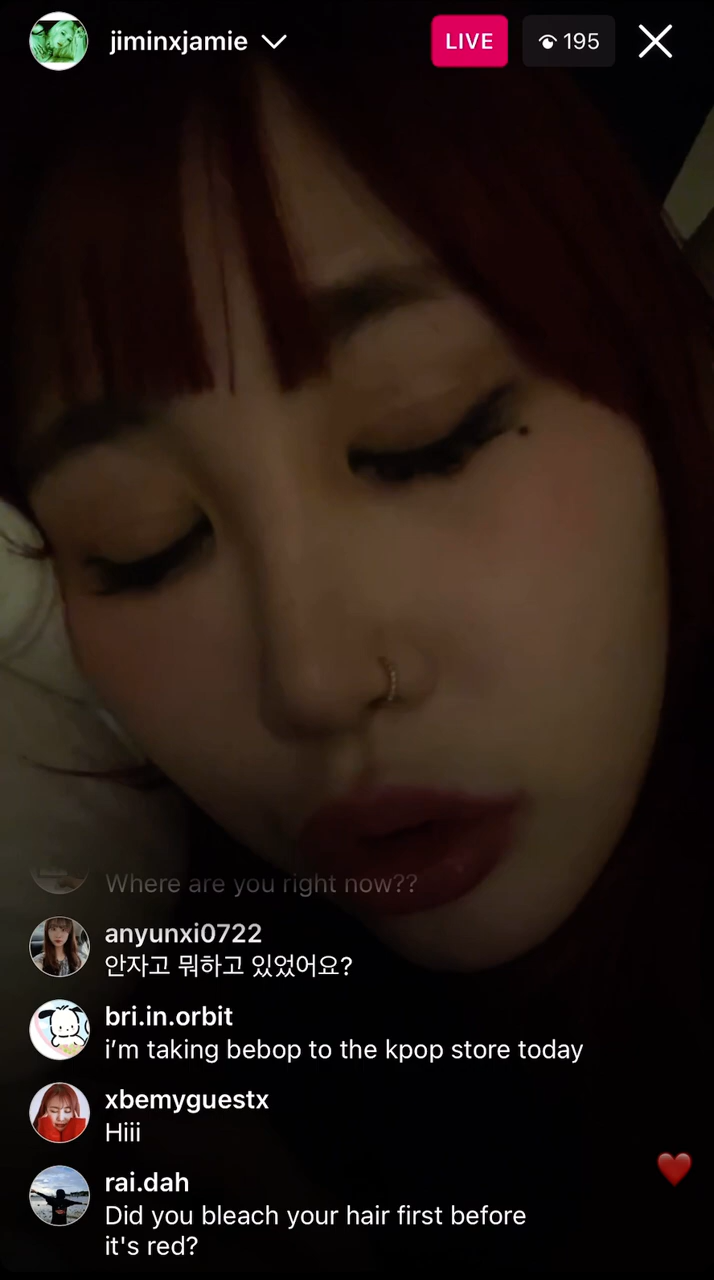 jiminxjamie
LIVE
195
Where are you right now??
anyunxi0722
안자고 뭐하고 있었어요?
bri.in.orbit
i’m taking bebop to the kpop store today
xbemyguestx
Hiii
rai.dah
Did you bleach your hair first before
it's red?